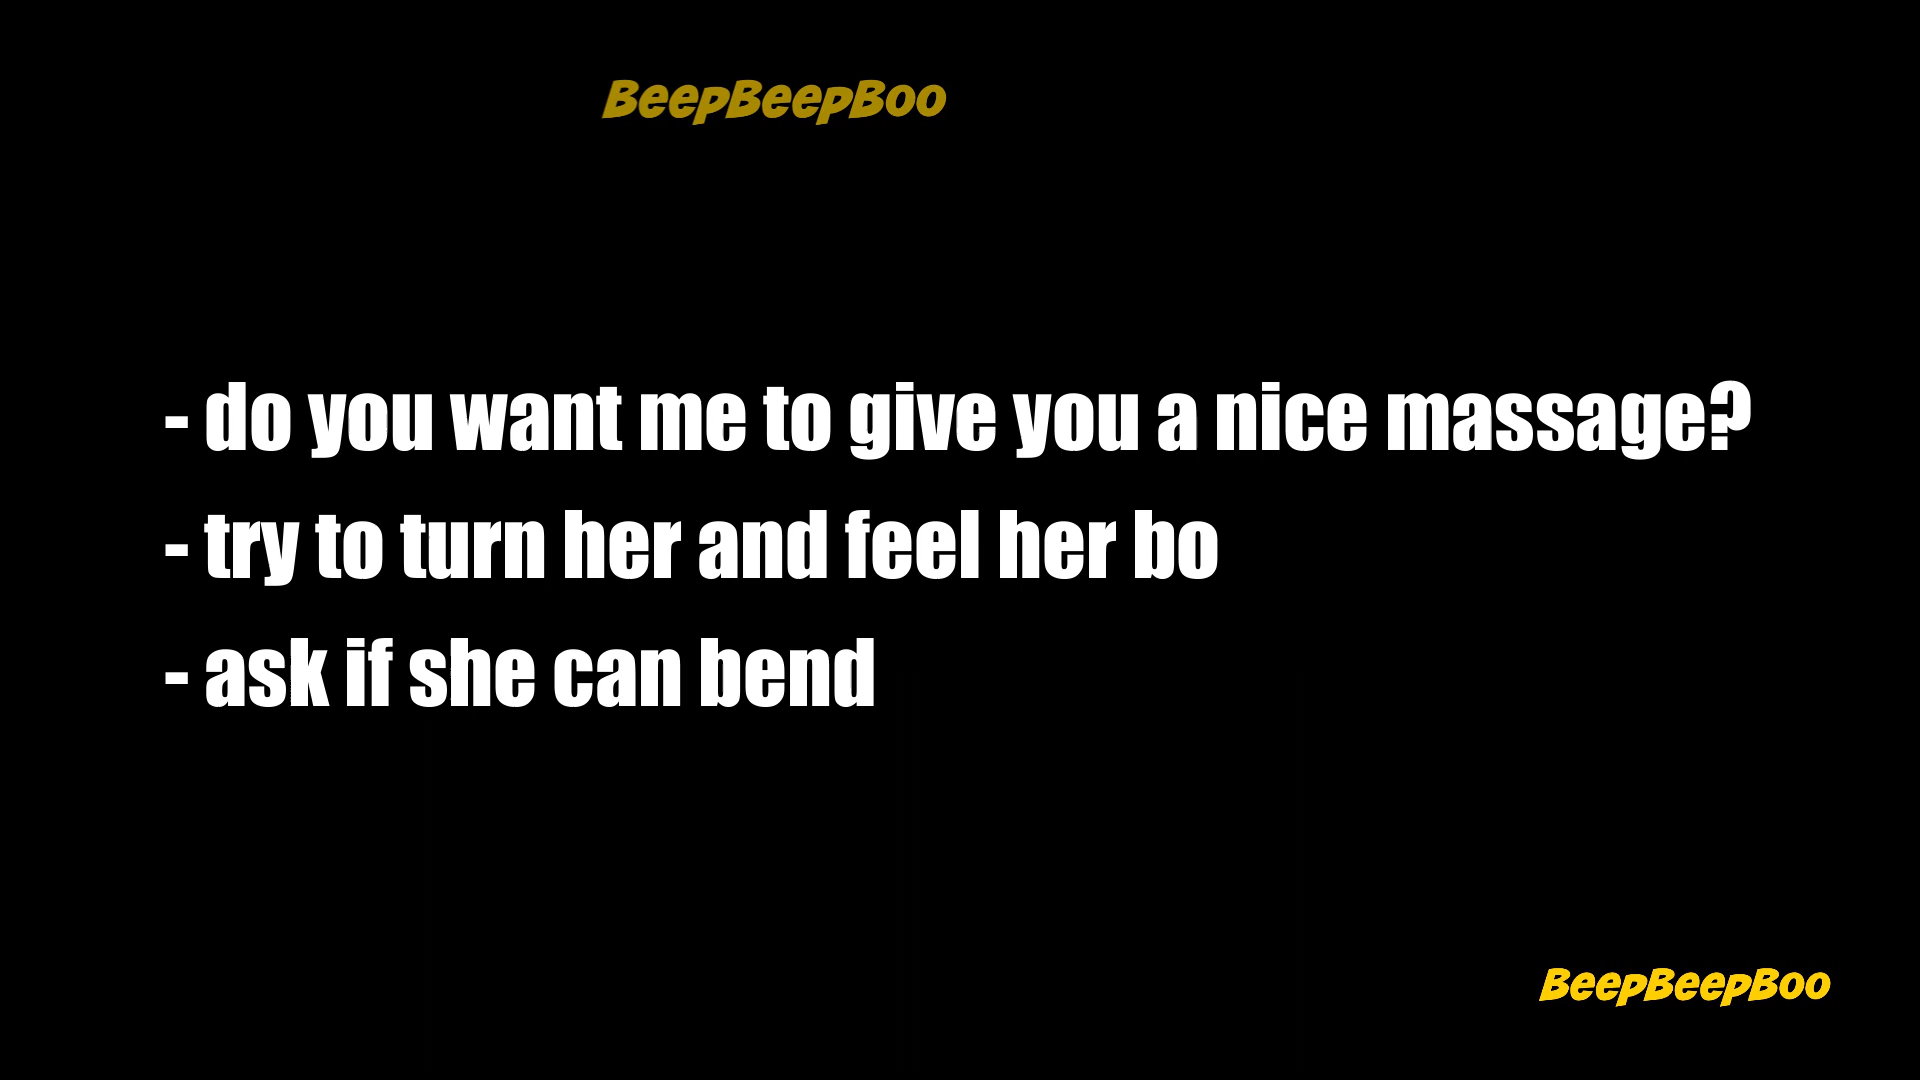 BeepBeepBoo
- do you want me to give you a nice massage?
- try to turn her and feel her bo
- ask if she can bend
BeepBeepBoo